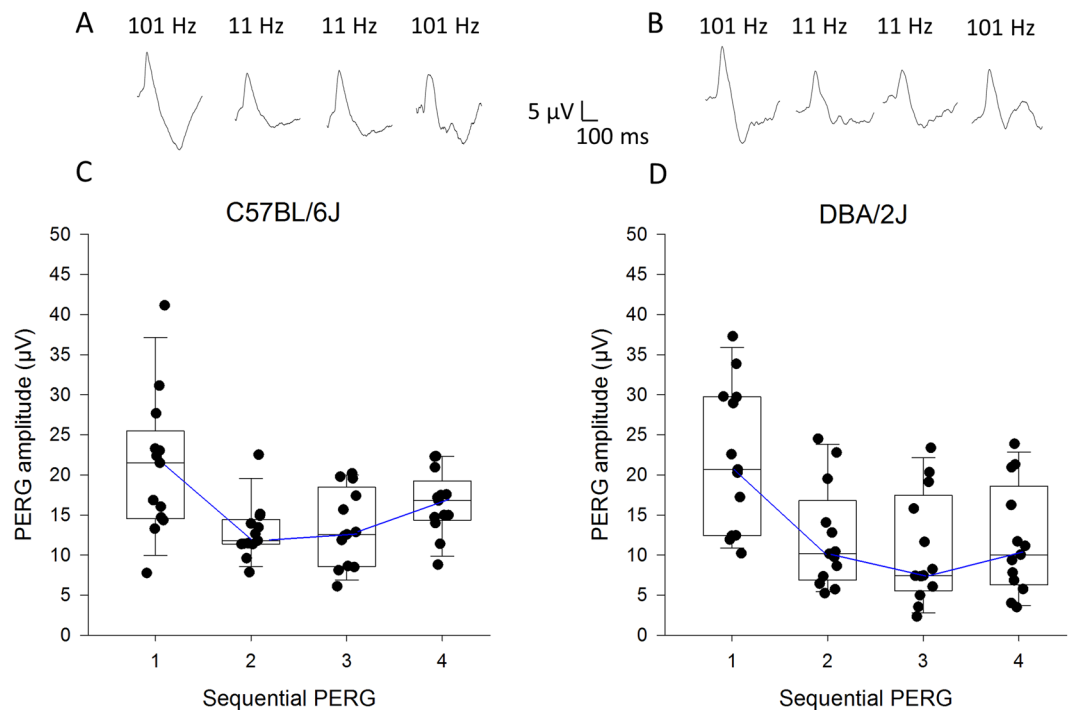 A
101 Hz 11 Hz 11 Hz 101 Hz
B
101 Hz 11 Hz 11 Hz 101 Hz
5 µV
100 ms
C
C57BL/6J
PERG amplitude (µV)
50
45
40
35
30
25
20
15
10
5
0
1 2 3 4
Sequential PERG
D
DBA/2J
PERG amplitude (µV)
50
45
40
35
30
25
20
15
10
5
0
1 2 3 4
Sequential PERG